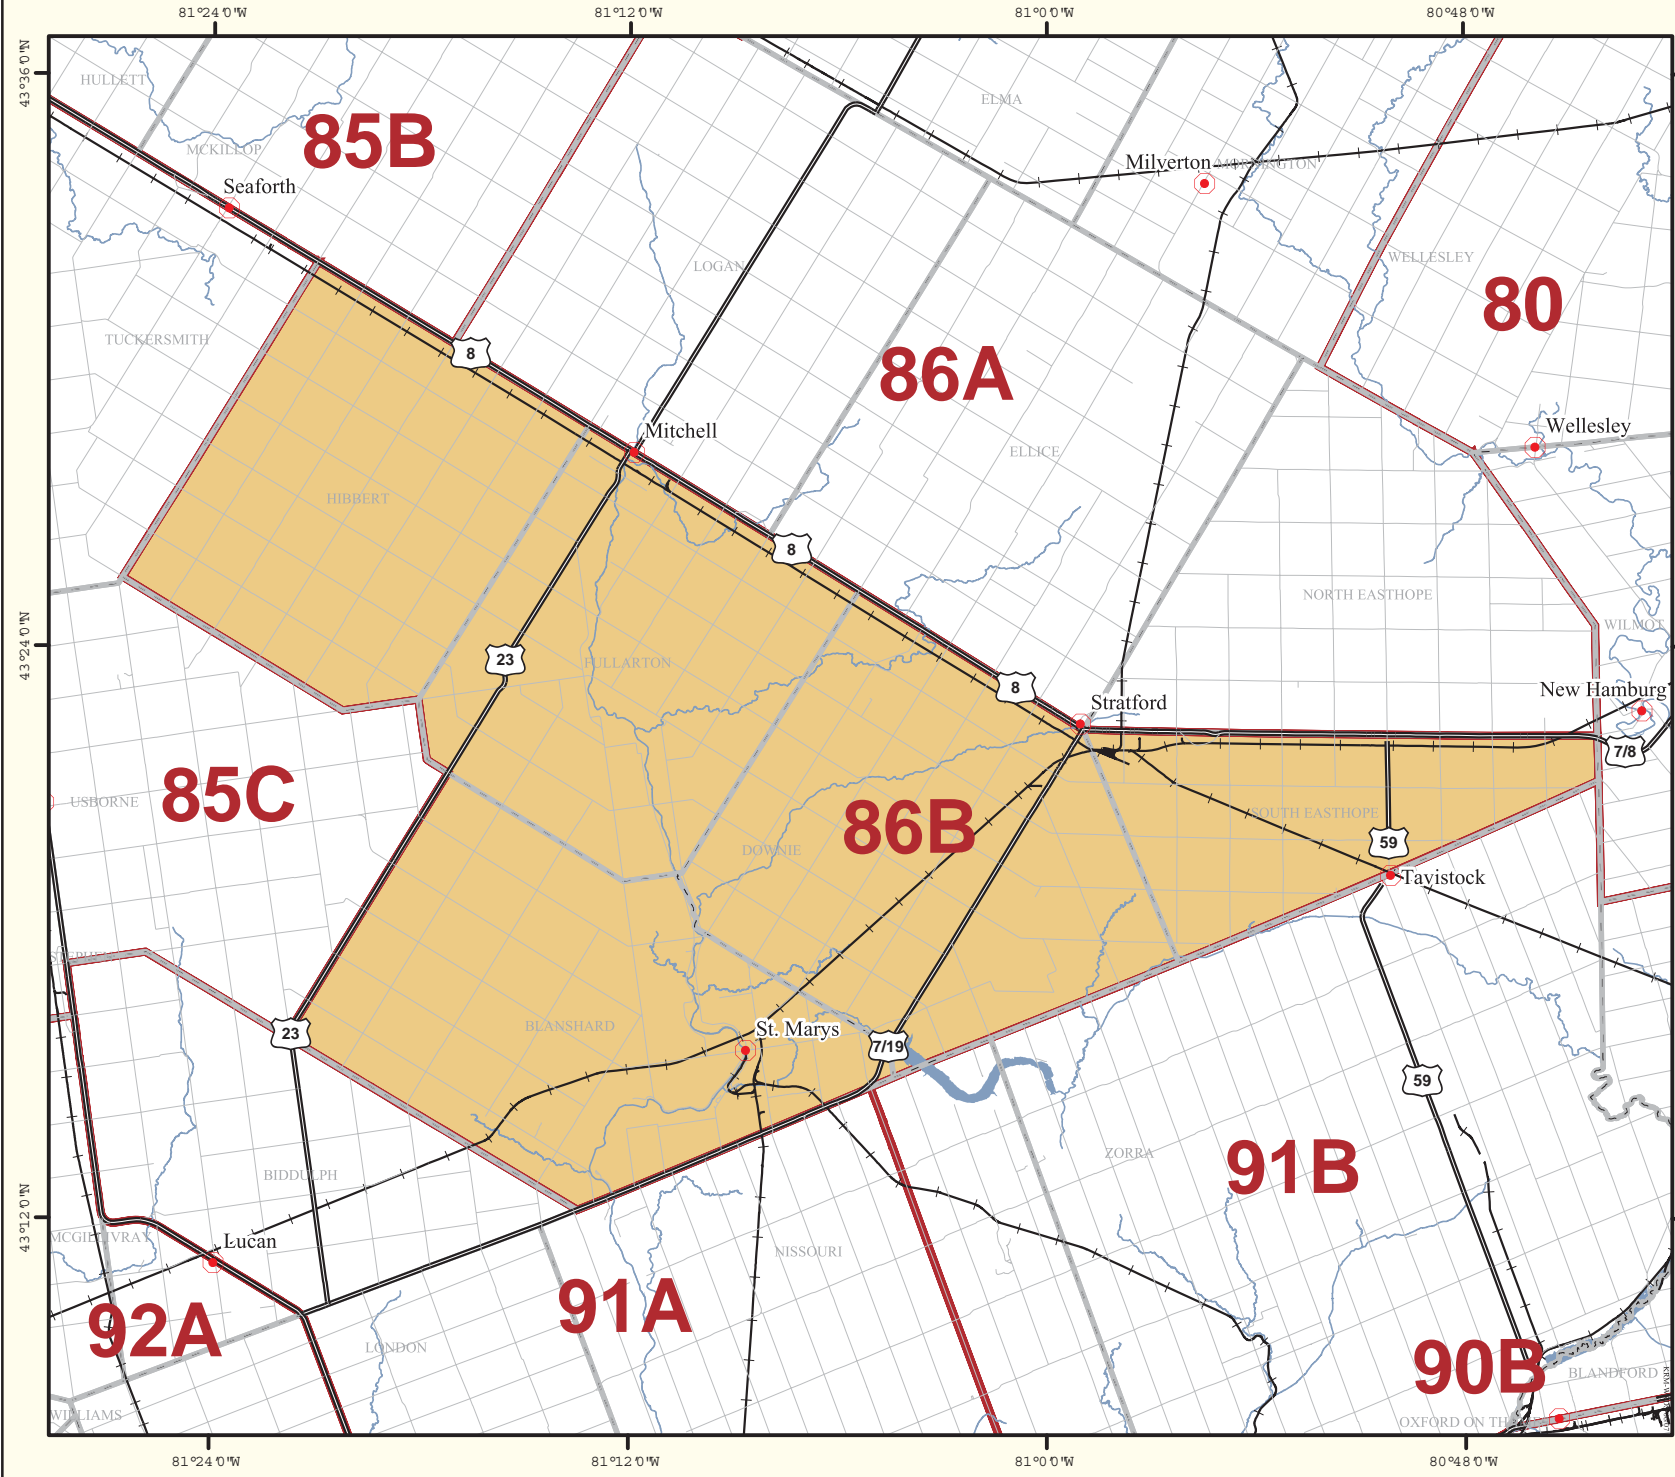 81°24'0"W
81°12'0"W
81°0'0"W
80°48'0"W
43°36'0"N
HULLETT
ELMA
85B
MCKILLOP
Milverton
MORNINGTON
Seaforth
LOGAN
WELLESLEY
80
TUCKERSMITH
8
86A
Mitchell
Wellesley
ELLICE
HIBBERT
8
NORTH EASTHOPE
WILMOT
43°24'0"N
23
FULLARTON
8
New Hamburg
Stratford
7/8
85C
USBORNE
86B
SOUTH EASTHOPE
59
DOWNIE
Tavistock
STEPHEN
23
BLANSHARD
St. Marys
7/19
59
ZORRA
91B
BIDDULPH
43°12'0"N
MCGILLIVRAY
Lucan
NISSOURI
91A
92A
LONDON
90B
BLANDFORD
WILLIAMS
OXFORD ON TH
81°24'0"W
81°12'0"W
81°0'0"W
80°48'0"W